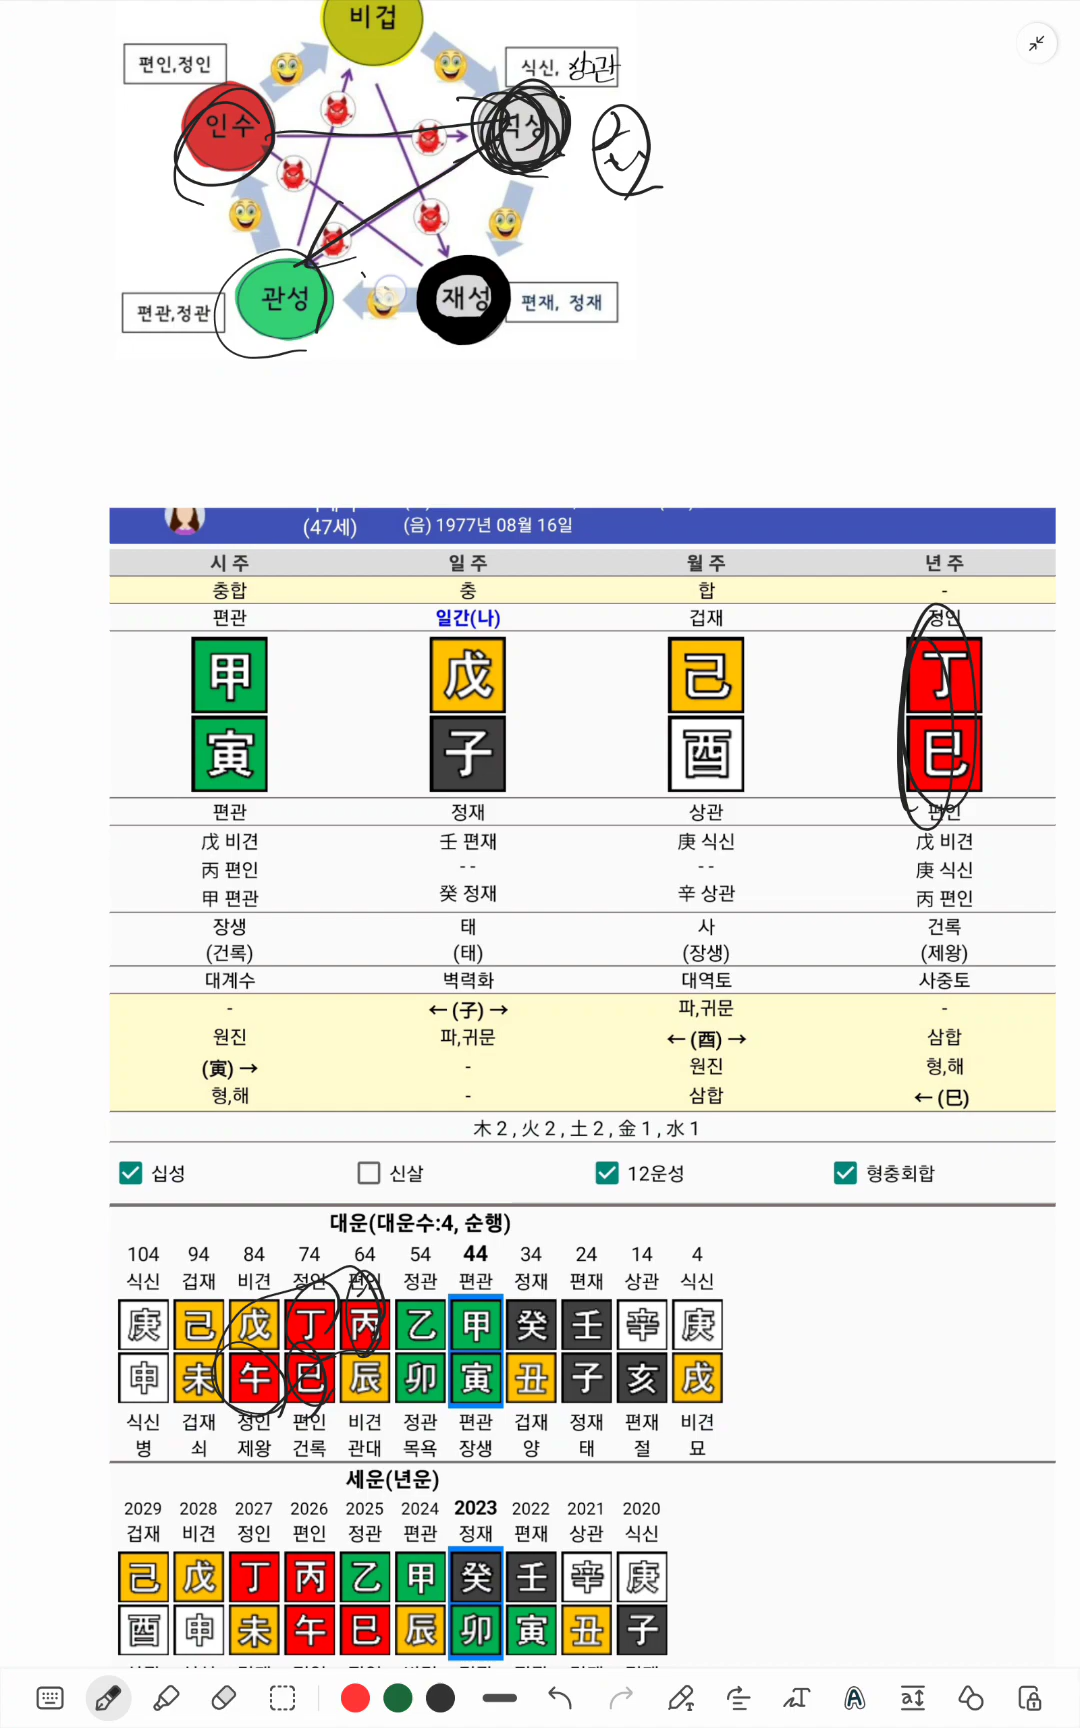 비겁
편인,정인
식신, 상관
인수
식상
관성
재성
편재, 정재
편관,정관
(47세)
(음) 1977년 08월 16일
시 주 일 주 월 주 년 주
충합 충 합 -
편관 일간(나) 겁재 정인
甲 戊 己 丁
寅 子 酉 巳
편관 정재 상관 편인
戊 비견 壬 편재 庚 식신 戊 비견
丙 편인 -- -- 庚 식신
甲 편관 癸 정재 辛 상관 丙 편인
장생 태 사 건록
(건록) (태) (장생) (제왕)
대계수 벽력화 대역토 사중토
- ←(子)→ 파,귀문 -
원진 파,귀문 ←(酉)→ 삼합
(寅)→ - 원진 형,해
형,해 - 삼합 ←(巳)
木2,火2,土2,金1,水1
십성 신살 12운성 형충회합
대운(대운수:4, 순행)
104 94 84 74 64 54 44 34 24 14 4
식신 겁재 비견 정인 편인 정관 편관 정재 편재 상관 식신
庚 己 戊 丁 丙 乙 甲 癸 壬 辛 庚
申 未 午 巳 辰 卯 寅 丑 子 亥 戌
식신 겁재 정인 편인 비견 정관 편관 겁재 정재 편재 비견
병 쇠 제왕 건록 관대 목욕 장생 양 태 절 묘
세운(년운)
2029 2028 2027 2026 2025 2024 2023 2022 2021 2020
겁재 비견 정인 편인 정관 편관 정재 편재 상관 식신
己 戊 丁 丙 乙 甲 癸 壬 辛 庚
酉 申 未 午 巳 辰 卯 寅 丑 子